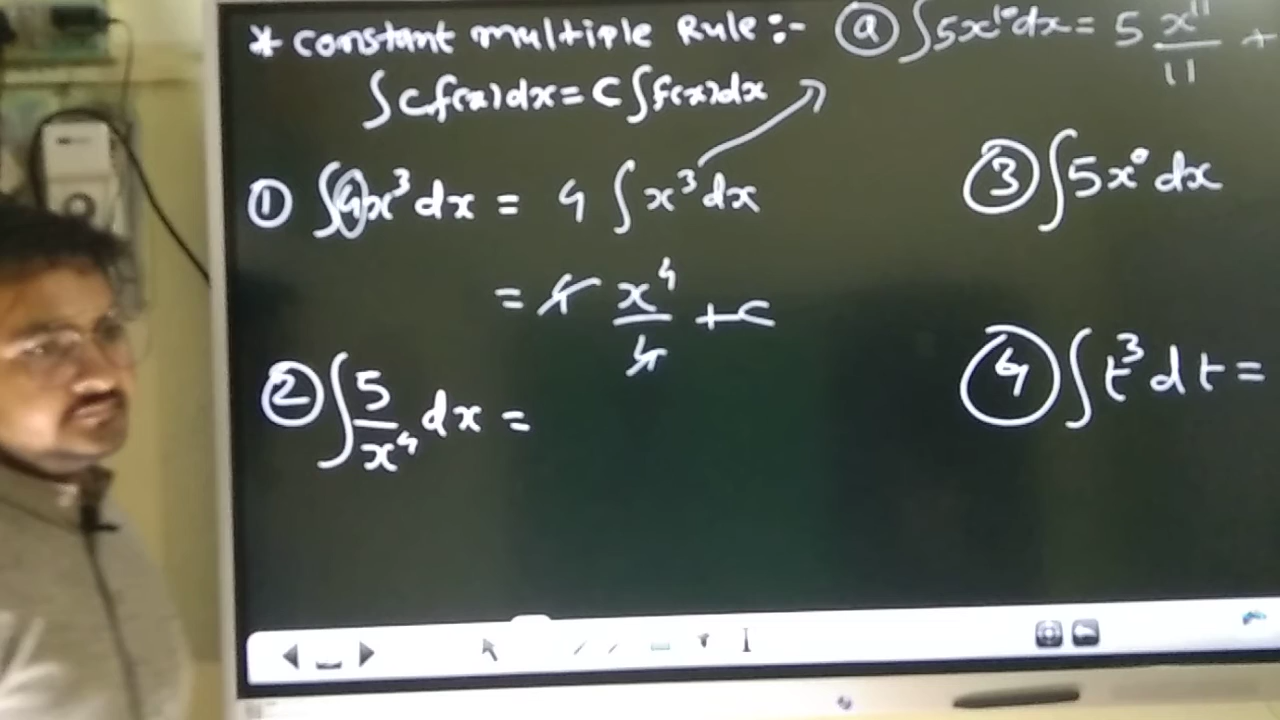 * constant multiple Rule:-
∫cf(x)dx = c∫f(x)dx
① ∫4x³dx = 4∫x³dx
= 4 x⁴/4 + c
② ∫5/x⁴ dx =
ⓐ ∫5x¹⁰dx = 5 x¹¹/11 +
③ ∫5x⁰dx
④ ∫t³dt =